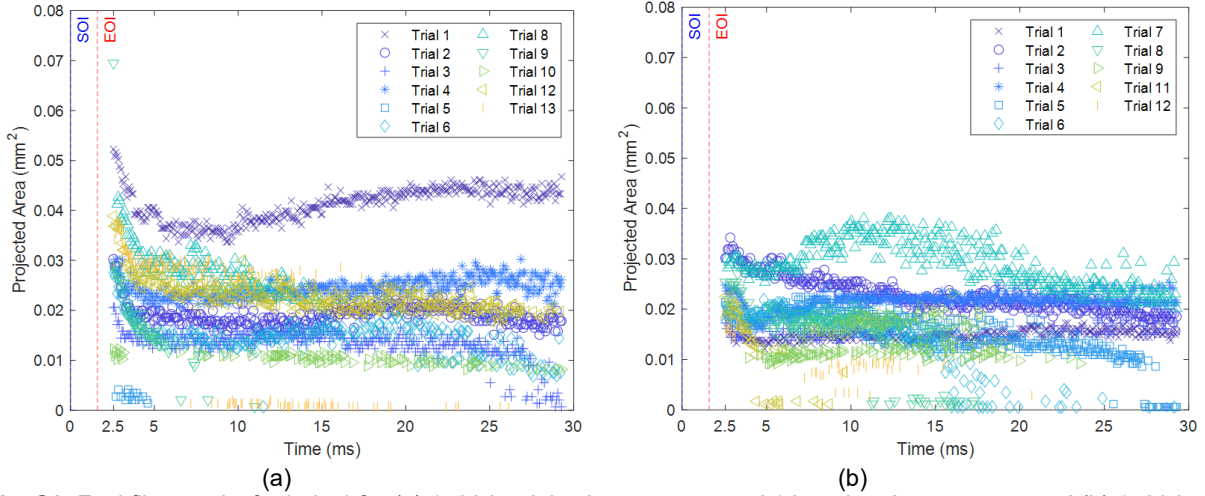 0.08
0.07
0.06
0.05
0.04
0.03
0.02
0.01
0
Projected Area (mm²)
SOI
EOI
Trial 1
Trial 2
Trial 3
Trial 4
Trial 5
Trial 6
Trial 8
Trial 9
Trial 10
Trial 12
Trial 13
0 2.5 5 10 15 20 25 30
Time (ms)
(a)
0.08
0.07
0.06
0.05
0.04
0.03
0.02
0.01
0
Projected Area (mm²)
SOI
EOI
Trial 1
Trial 2
Trial 3
Trial 4
Trial 5
Trial 6
Trial 7
Trial 8
Trial 9
Trial 11
Trial 12
0 2.5 5 10 15 20 25 30
Time (ms)
(b)